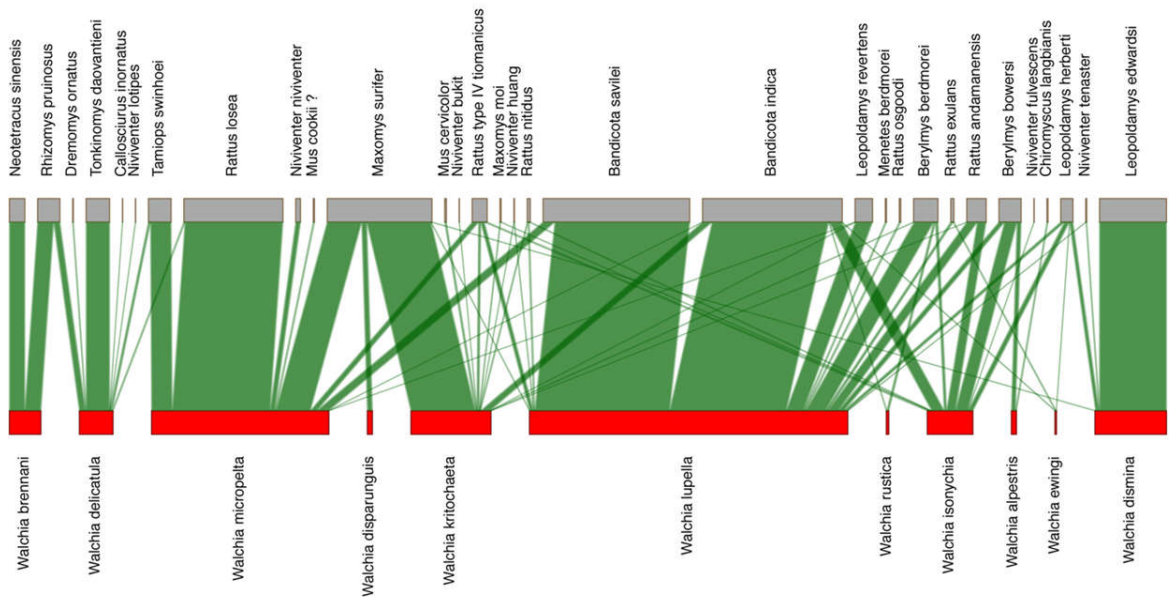 Neotetracus sinensis
Rhizomys pruinosus
Dremomys ornatus
Tonkinomys daovantieni
Callosciurus inornatus
Niviventer lotipes
Tamiops swinhoei
Rattus losea
Niviventer niviventer
Mus cookii ?
Maxomys surifer
Mus cervicolor
Niviventer bukit
Rattus type IV tiomanicus
Maxomys moi
Niviventer huang
Rattus nitidus
Bandicota savilei
Bandicota indica
Leopoldamys revertens
Menetes berdmorei
Rattus osgoodi
Berylmys berdmorei
Rattus exulans
Rattus andamanensis
Berylmys bowersi
Niviventer fulvescens
Chiromyscus langbianis
Leopoldamys herberti
Niviventer tenaster
Leopoldamys edwardsi
Walchia brennani
Walchia delicatula
Walchia micropelta
Walchia disparunguis
Walchia kritochaeta
Walchia lupella
Walchia rustica
Walchia isonychia
Walchia alpestris
Walchia ewingi
Walchia dismina